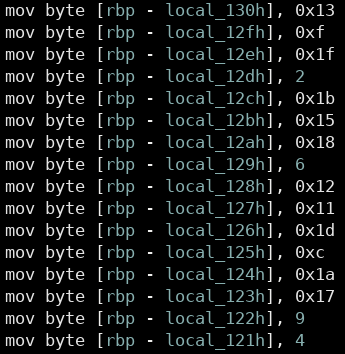 mov byte [rbp - local_130h], 0x13
mov byte [rbp - local_12fh], 0xf
mov byte [rbp - local_12eh], 0x1f
mov byte [rbp - local_12dh], 2
mov byte [rbp - local_12ch], 0x1b
mov byte [rbp - local_12bh], 0x15
mov byte [rbp - local_12ah], 0x18
mov byte [rbp - local_129h], 6
mov byte [rbp - local_128h], 0x12
mov byte [rbp - local_127h], 0x11
mov byte [rbp - local_126h], 0x1d
mov byte [rbp - local_125h], 0xc
mov byte [rbp - local_124h], 0x1a
mov byte [rbp - local_123h], 0x17
mov byte [rbp - local_122h], 9
mov byte [rbp - local_121h], 4